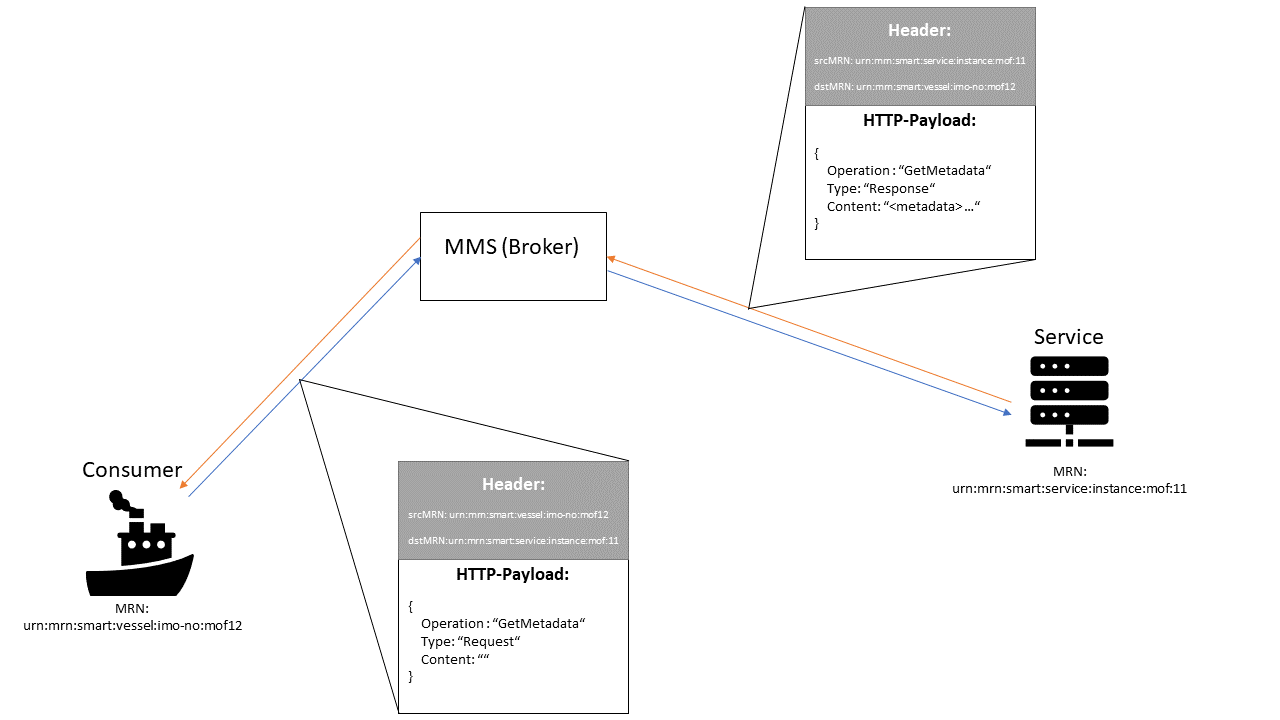 Header:
srcMRN: urn:mrn:smart:service:instance:mof:11
dstMRN: urn:mrn:smart:vessel:imo-no:mof12
HTTP-Payload:
{
Operation : “GetMetadata“
Type: “Response“
Content: “<metadata> …“
}
MMS (Broker)
Service
MRN:
urn:mrn:smart:service:instance:mof:11
Consumer
MRN:
urn:mrn:smart:vessel:imo-no:mof12
Header:
srcMRN: urn:mrn:smart:vessel:imo-no:mof12
dstMRN:urn:mrn:smart:service:instance:mof:11
HTTP-Payload:
{
Operation : “GetMetadata“
Type: “Request“
Content: ““
}